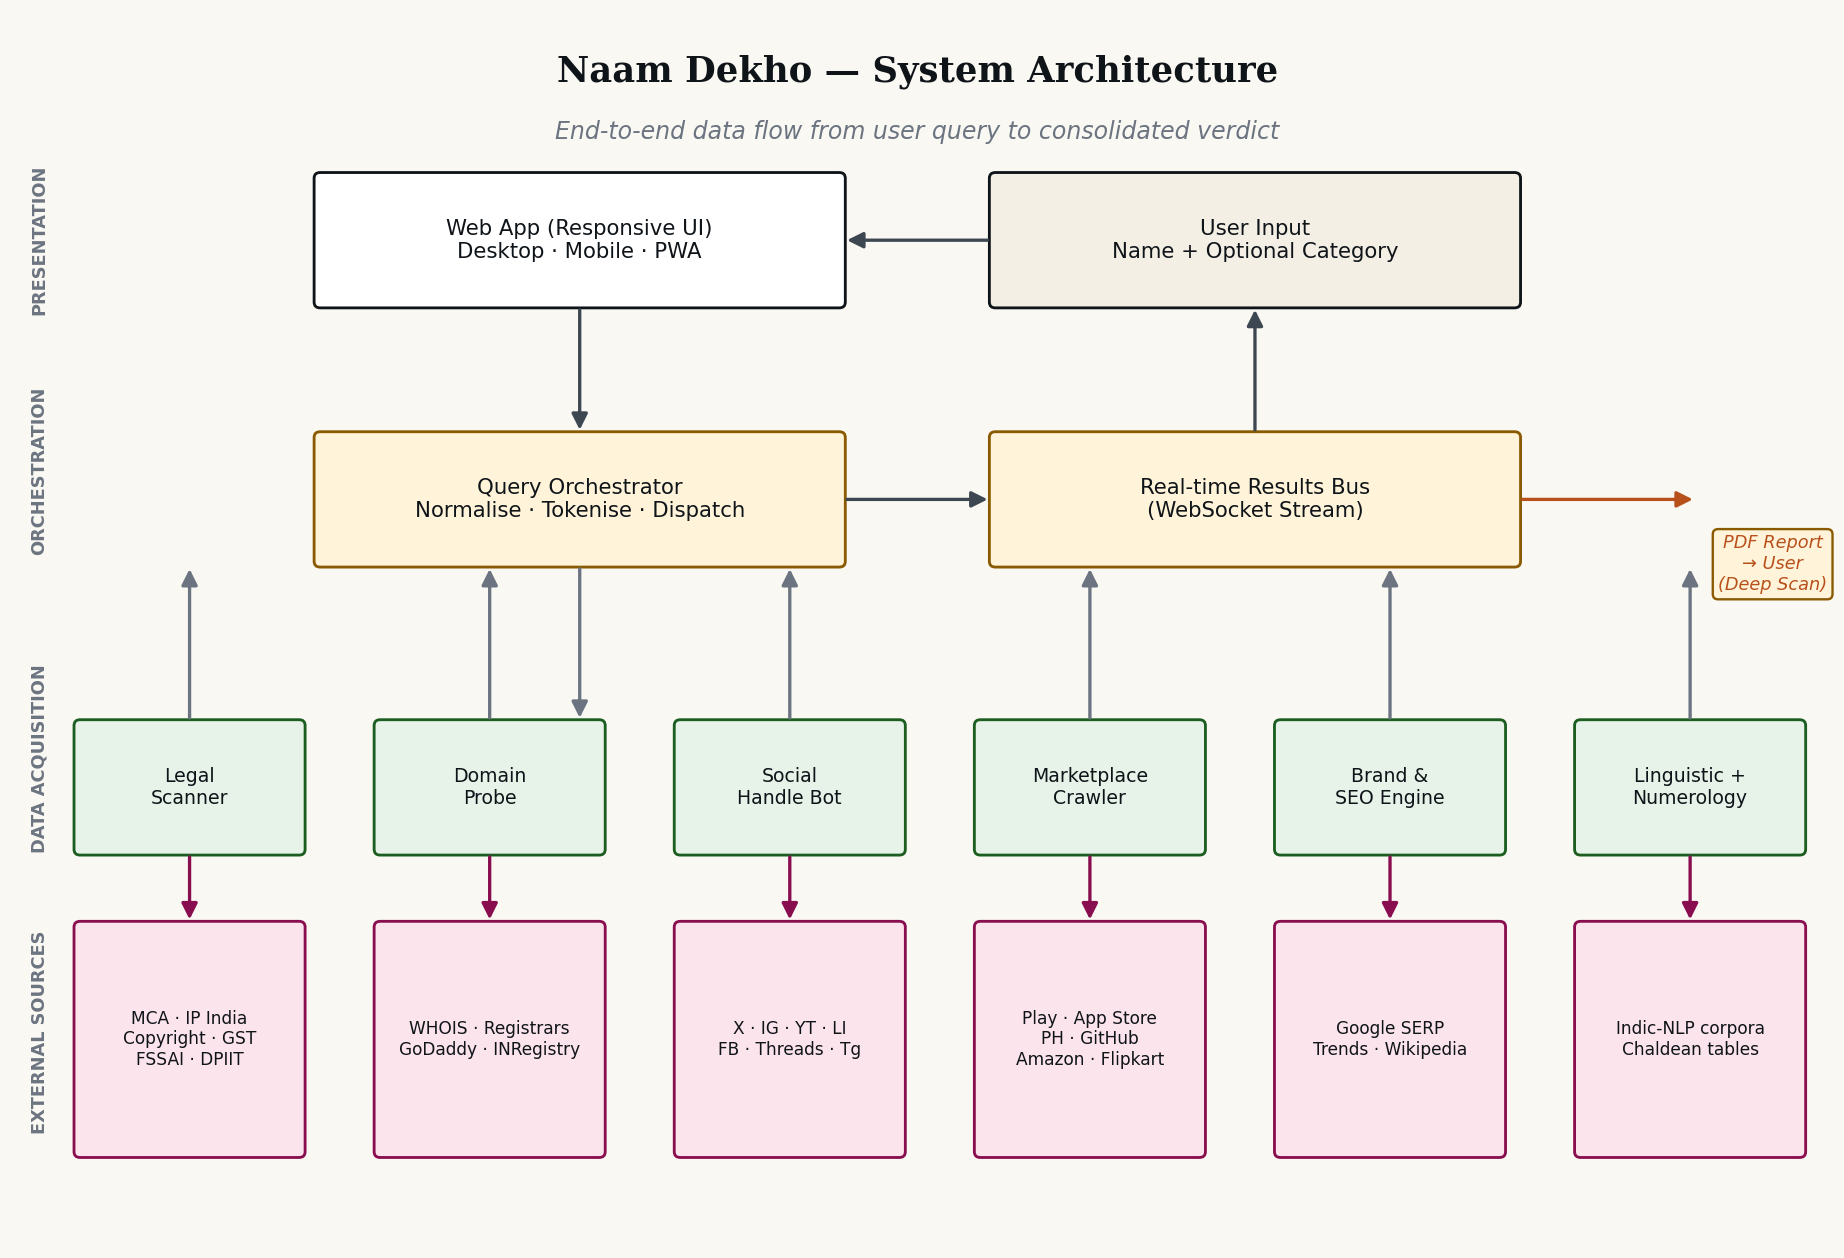 Naam Dekho — System Architecture
End-to-end data flow from user query to consolidated verdict
PRESENTATION
Web App (Responsive UI)
Desktop · Mobile · PWA
User Input
Name + Optional Category
ORCHESTRATION
Query Orchestrator
Normalise · Tokenise · Dispatch
Real-time Results Bus
(WebSocket Stream)
PDF Report
→ User
(Deep Scan)
DATA ACQUISITION
Legal
Scanner
Domain
Probe
Social
Handle Bot
Marketplace
Crawler
Brand &
SEO Engine
Linguistic +
Numerology
EXTERNAL SOURCES
MCA · IP India
Copyright · GST
FSSAI · DPIIT
WHOIS · Registrars
GoDaddy · INRegistry
X · IG · YT · LI
FB · Threads · Tg
Play · App Store
PH · GitHub
Amazon · Flipkart
Google SERP
Trends · Wikipedia
Indic-NLP corpora
Chaldean tables